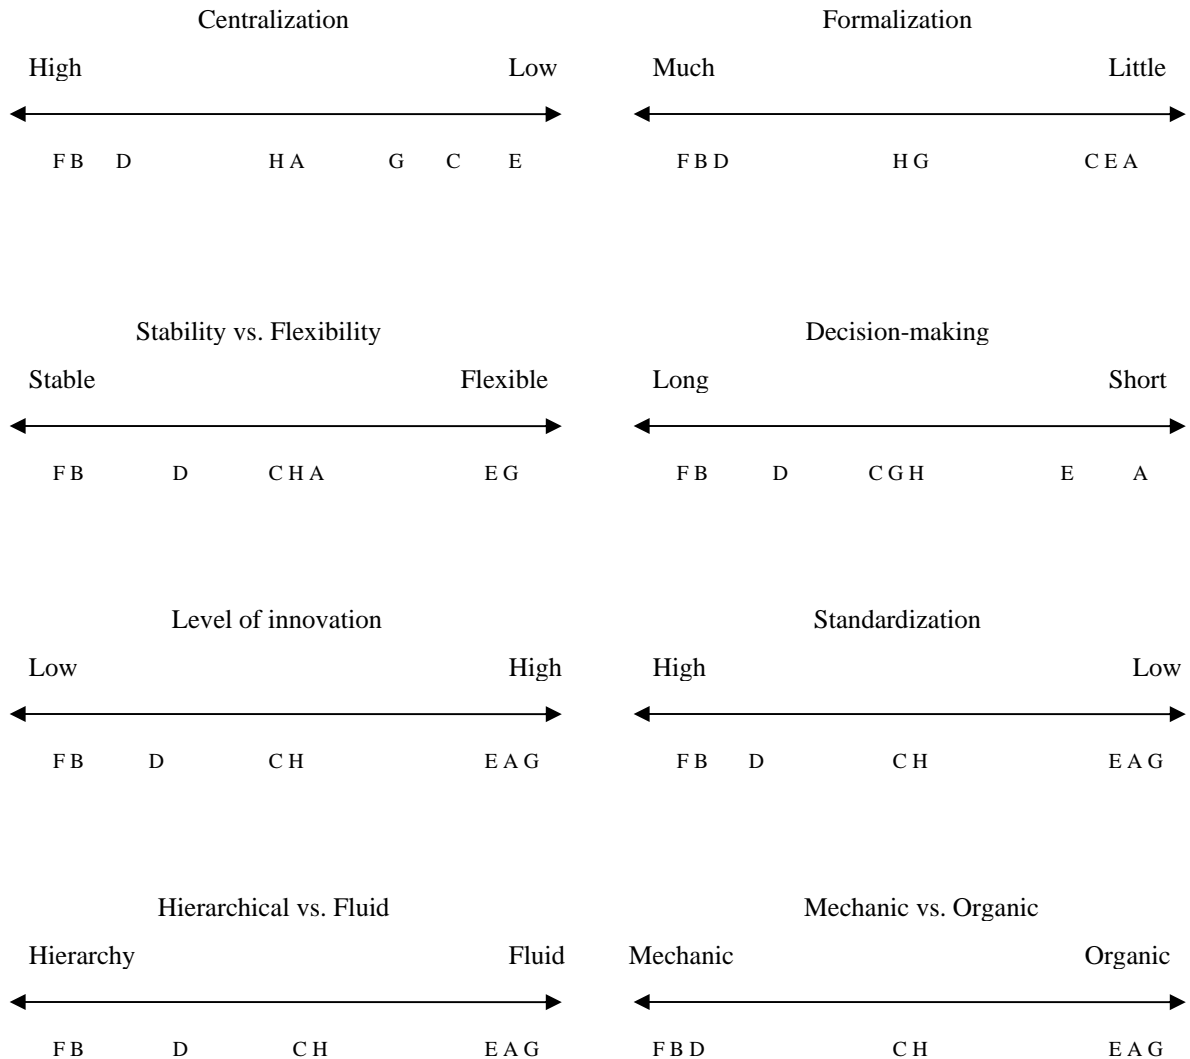 Centralization
High Low
F B D H A G C E
Formalization
Much Little
F B D H G C E A
Stability vs. Flexibility
Stable Flexible
F B D C H A E G
Decision-making
Long Short
F B D C G H E A
Level of innovation
Low High
F B D C H E A G
Standardization
High Low
F B D C H E A G
Hierarchical vs. Fluid
Hierarchy Fluid
F B D C H E A G
Mechanic vs. Organic
Mechanic Organic
F B D C H E A G